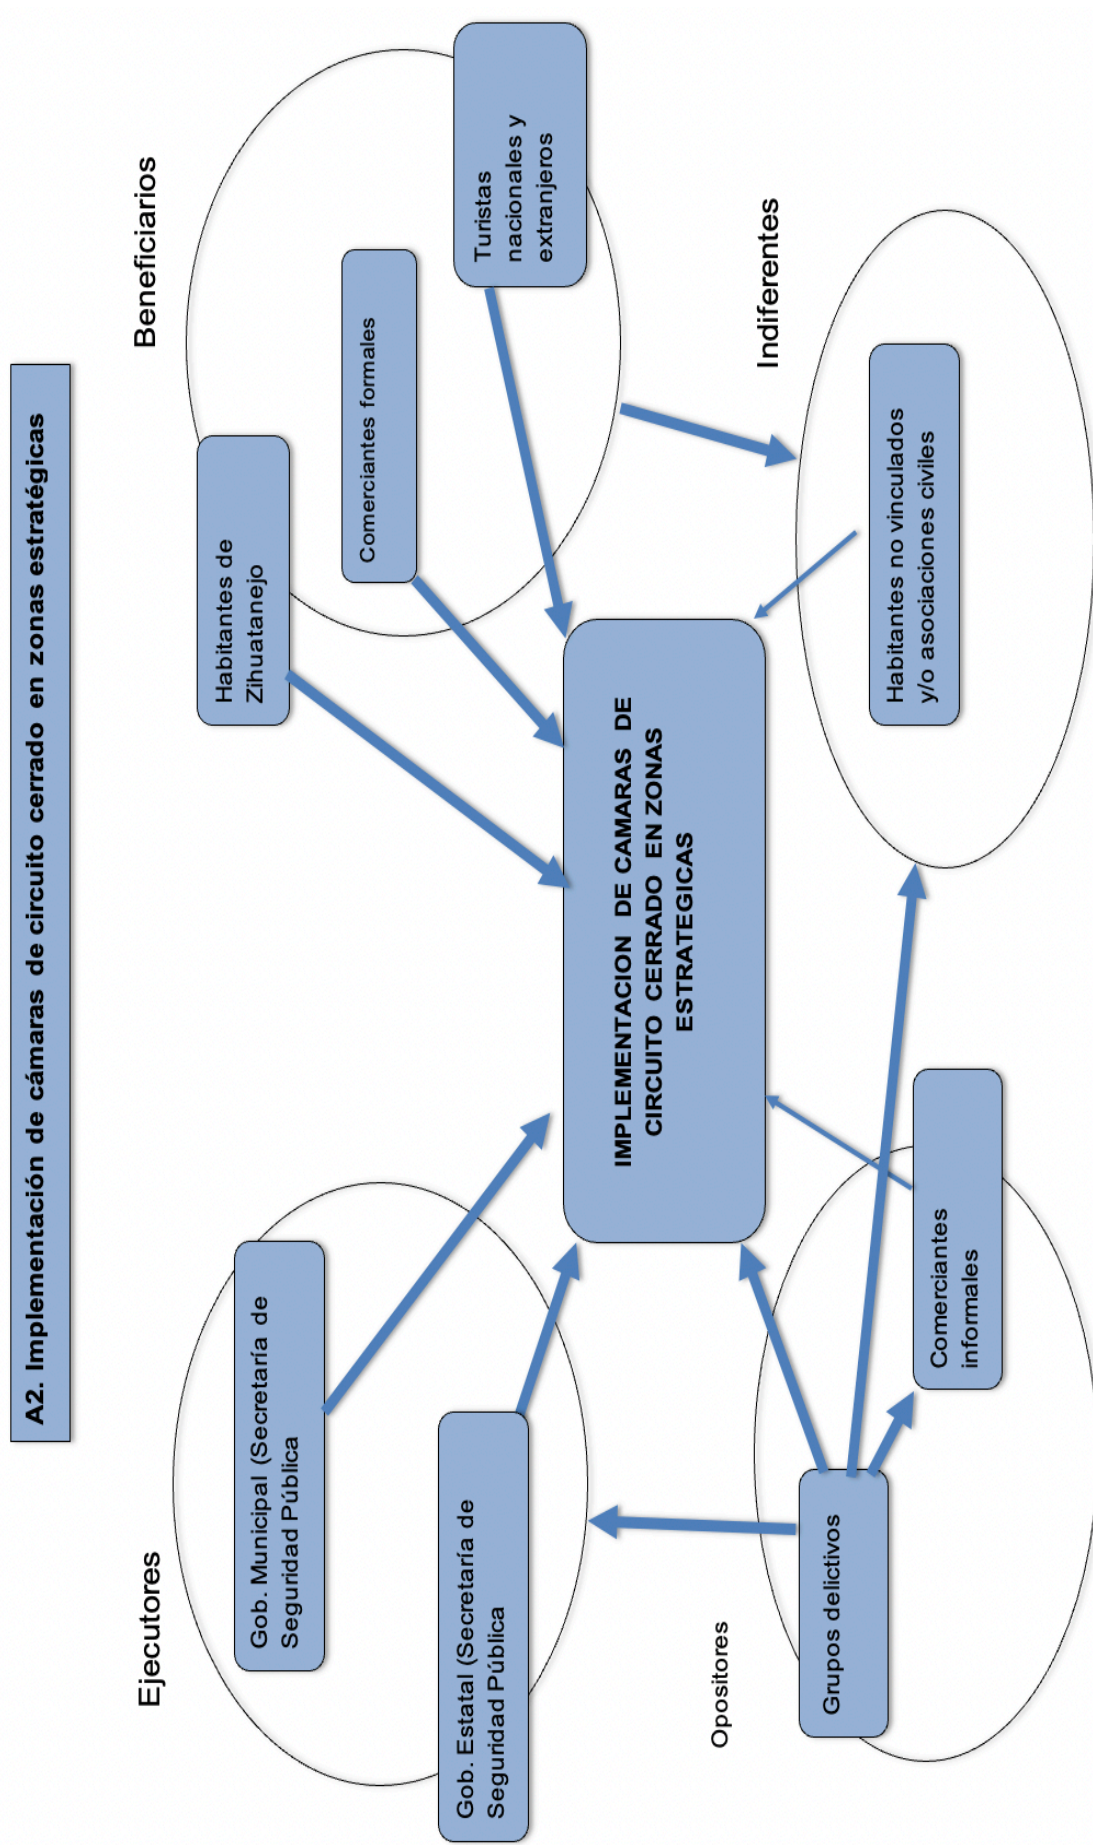 A2. Implementación de cámaras de circuito cerrado en zonas estratégicas
Ejecutores
Gob. Municipal (Secretaría de
Seguridad Pública
Gob. Estatal (Secretaría de
Seguridad Pública
Beneficiarios
Habitantes de
Zihuatanejo
Comerciantes formales
Turistas
nacionales y
extranjeros
IMPLEMENTACION DE CAMARAS DE
CIRCUITO CERRADO EN ZONAS
ESTRATEGICAS
Opositores
Grupos delictivos
Comerciantes
informales
Indiferentes
Habitantes no vinculados
y/o asociaciones civiles